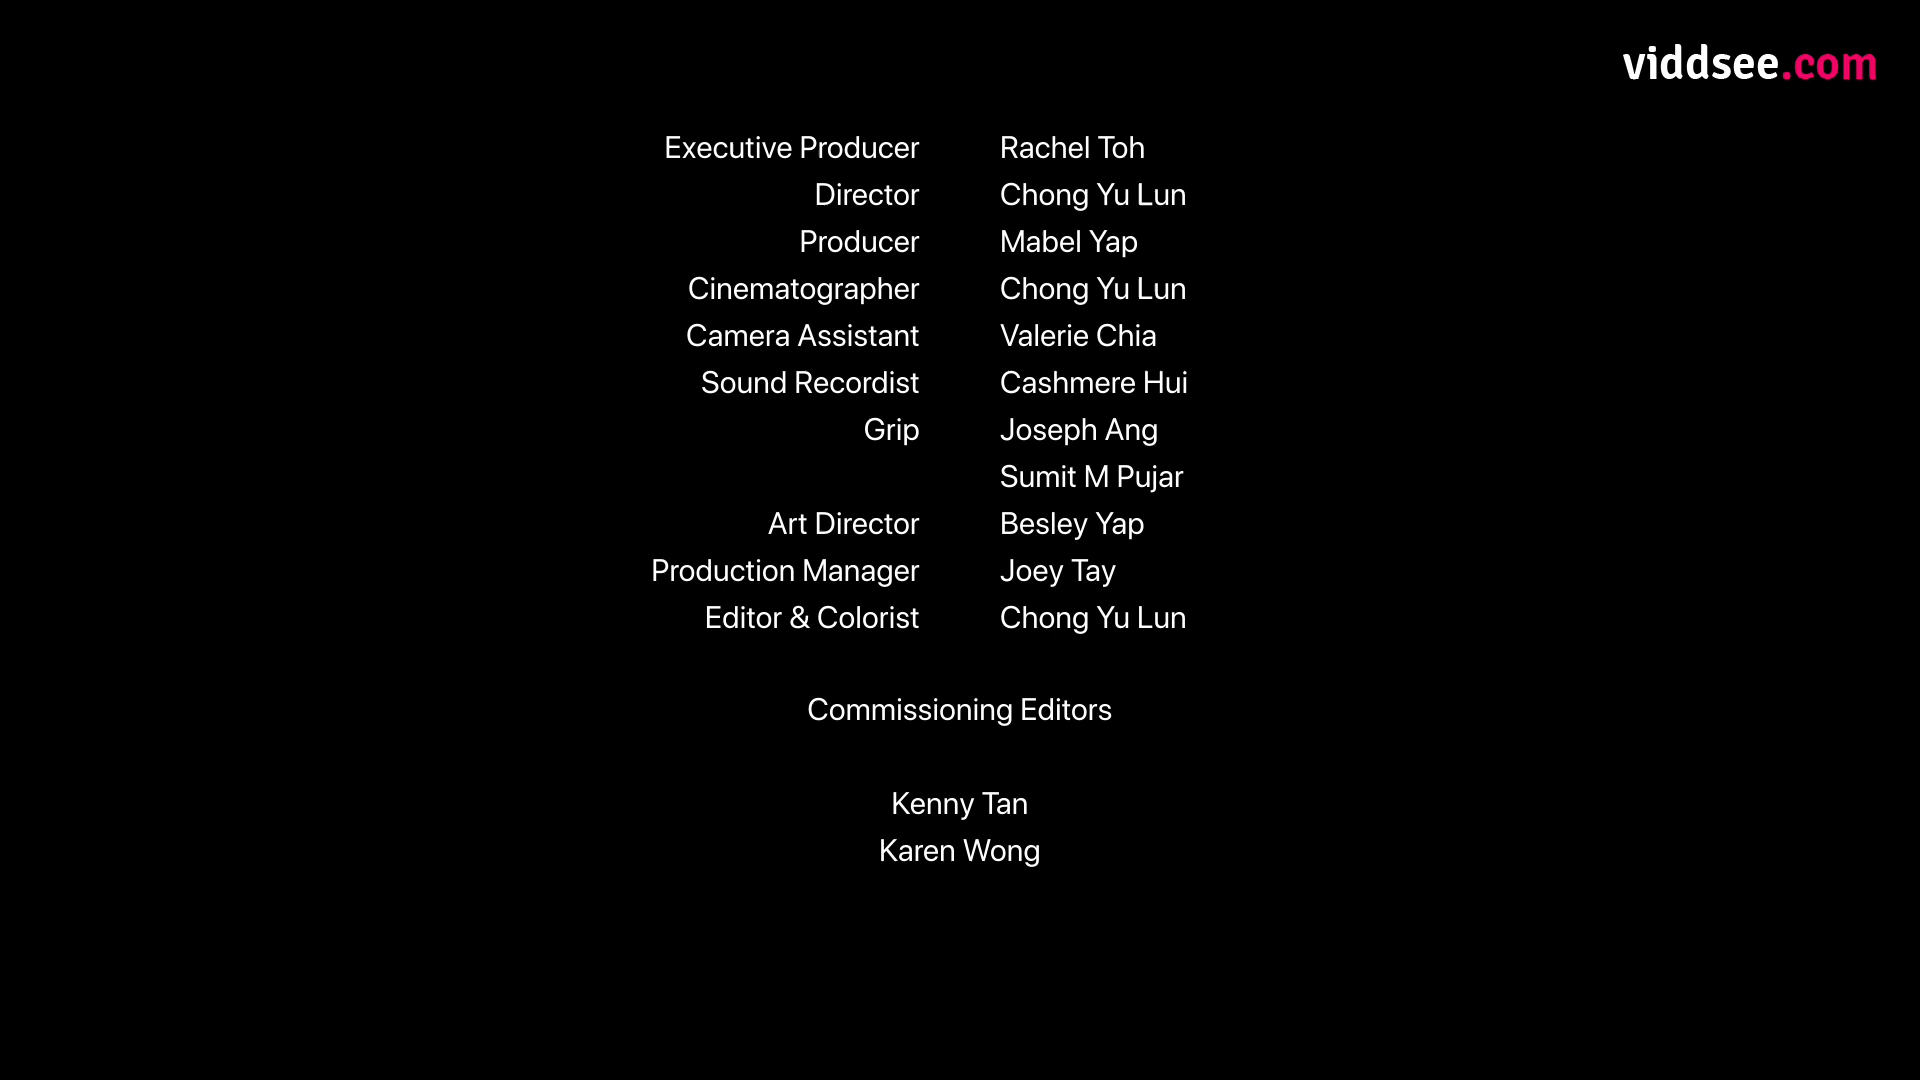 viddsee.com
Executive Producer Rachel Toh
Director Chong Yu Lun
Producer Mabel Yap
Cinematographer Chong Yu Lun
Camera Assistant Valerie Chia
Sound Recordist Cashmere Hui
Grip Joseph Ang
Sumit M Pujar
Art Director Besley Yap
Production Manager Joey Tay
Editor & Colorist Chong Yu Lun
Commissioning Editors
Kenny Tan
Karen Wong